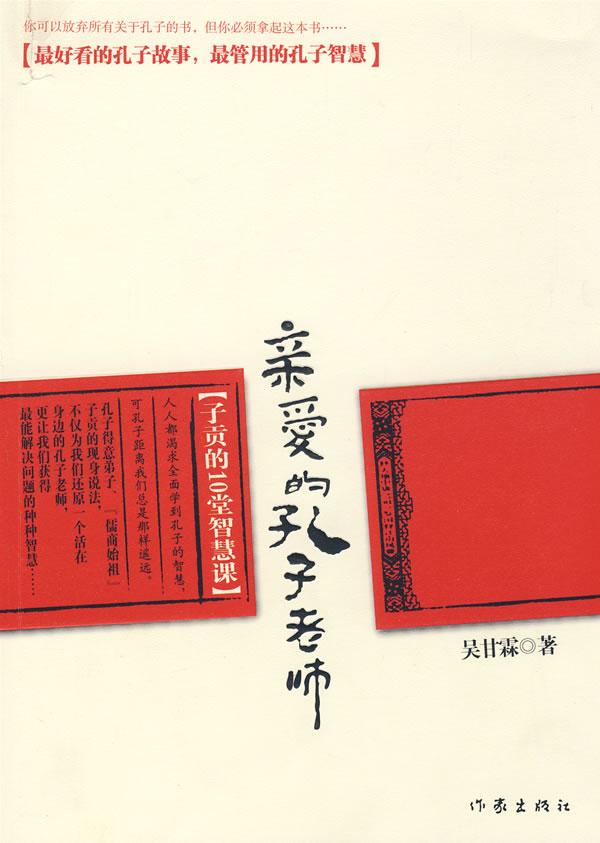 你可以放弃所有关于孔子的书，但你必须拿起这本书……
【最好看的孔子故事，最管用的孔子智慧】
亲爱的孔子老师
【子贡的10堂智慧课】
人人都渴求全面学到孔子的智慧，
可孔子距离我们总是那样遥远。
孔子得意弟子、『儒商始祖』
子贡的现身说法，
不仅为我们还原一个活在
身边的孔子老师，
更让我们获得
最能解决问题的种种智慧……
吴甘霖◎著
作家出版社